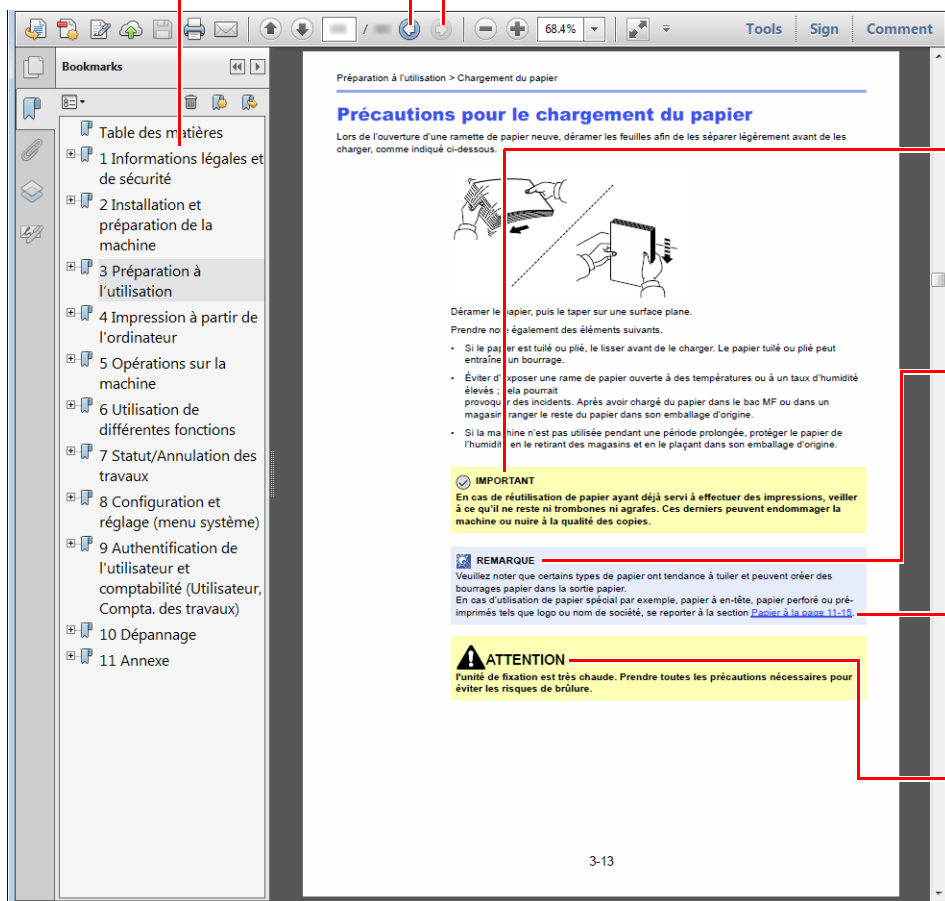 /
68.4%
Tools
Sign
Comment
Bookmarks
Table des matières
1 Informations légales et
de sécurité
2 Installation et
préparation de la
machine
3 Préparation à
l'utilisation
4 Impression à partir de
l'ordinateur
5 Opérations sur la
machine
6 Utilisation de
différentes fonctions
7 Statut/Annulation des
travaux
8 Configuration et
réglage (menu système)
9 Authentification de
l'utilisateur et
comptabilité (Utilisateur,
Compta. des travaux)
10 Dépannage
11 Annexe
Préparation à l'utilisation > Chargement du papier
Précautions pour le chargement du papier
Lors de l'ouverture d'une ramette de papier neuve, déramer les feuilles afin de les séparer légèrement avant de les
charger, comme indiqué ci-dessous.
Déramer le papier, puis le taper sur une surface plane.
Prendre note également des éléments suivants.
• Si le papier est tuilé ou plié, le lisser avant de le charger. Le papier tuilé ou plié peut
entraîner un bourrage.
• Éviter d'exposer une rame de papier ouverte à des températures ou à un taux d'humidité
élevés ; cela pourrait
provoquer des incidents. Après avoir chargé du papier dans le bac MF ou dans un
magasin, ranger le reste du papier dans son emballage d'origine.
• Si la machine n'est pas utilisée pendant une période prolongée, protéger le papier de
l'humidité en le retirant des magasins et en le plaçant dans son emballage d'origine.
IMPORTANT
En cas de réutilisation de papier ayant déjà servi à effectuer des impressions, veiller
à ce qu'il ne reste ni trombones ni agrafes. Ces derniers peuvent endommager la
machine ou nuire à la qualité des copies.
REMARQUE
Veuillez noter que certains types de papier ont tendance à tuiler et peuvent créer des
bourrages papier dans la sortie papier.
En cas d'utilisation de papier spécial par exemple, papier à en-tête, papier perforé ou pré-
imprimés tels que logo ou nom de société, se reporter à la section Papier à la page 11-15.
ATTENTION
l'unité de fixation est très chaude. Prendre toutes les précautions nécessaires pour
éviter les risques de brûlure.
3-13